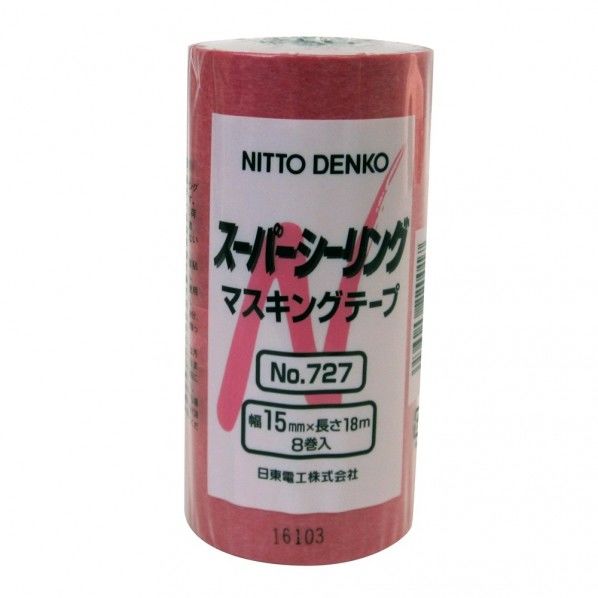 NITTO DENKO
スーパーシーリング
マスキングテープ
No.727
幅15mm×長さ18m
8巻入
日東電工株式会社
16103